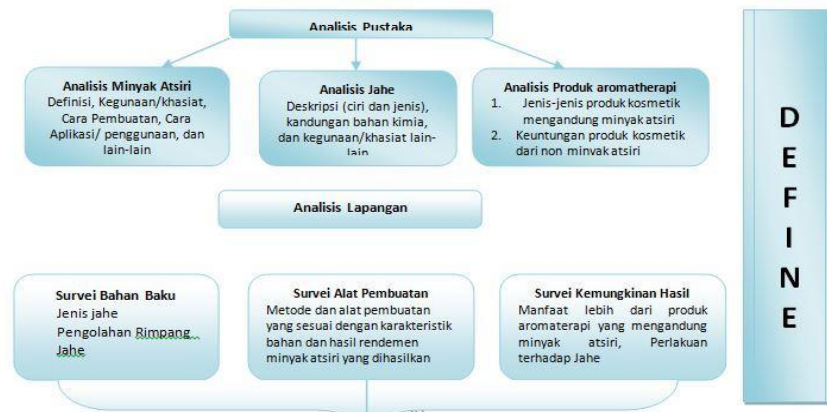 Analisis Pustaka
Analisis Minyak Atsiri
Definisi, Kegunaan/khasiat,
Cara Pembuatan, Cara
Aplikasi/ penggunaan, dan
lain-lain
Analisis Jahe
Deskripsi (ciri dan jenis),
kandungan bahan kimia,
dan kegunaan/khasiat lain-
lain
Analisis Produk aromatherapi
1. Jenis-jenis produk kosmetik
mengandung minyak atsiri
2. Keuntungan produk kosmetik
dari non minyak atsiri
Analisis Lapangan
Survei Bahan Baku
Jenis jahe
Pengolahan Rimpang
Jahe
Survei Alat Pembuatan
Metode dan alat pembuatan
yang sesuai dengan karakteristik
bahan dan hasil rendemen
minyak atsiri yang dihasilkan
Survei Kemungkinan Hasil
Manfaat lebih dari produk
aromaterapi yang mengandung
minyak atsiri, Perlakuan
terhadap Jahe
D
E
F
I
N
E